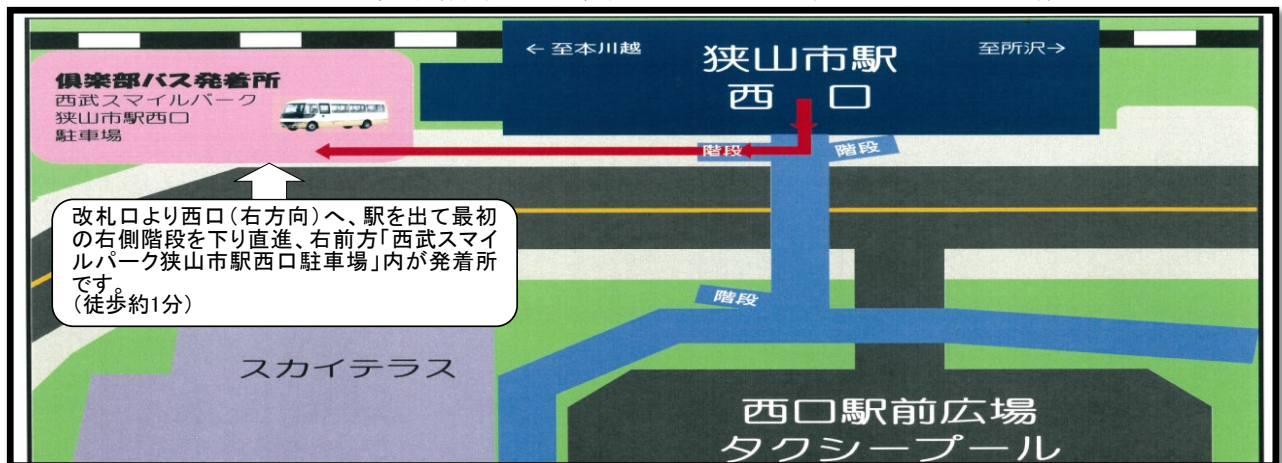 ← 至本川越
狭山市駅
西口
至所沢→
倶楽部バス発着所
西武スマイルパーク
狭山市駅西口
駐車場
階段
階段
改札口より西口(右方向)へ、駅を出て最初
の右側階段を下り直進、右前方「西武スマイ
ルパーク狭山市駅西口駐車場」内が発着所
です。
(徒歩約1分)
階段
スカイテラス
西口駅前広場
タクシープール